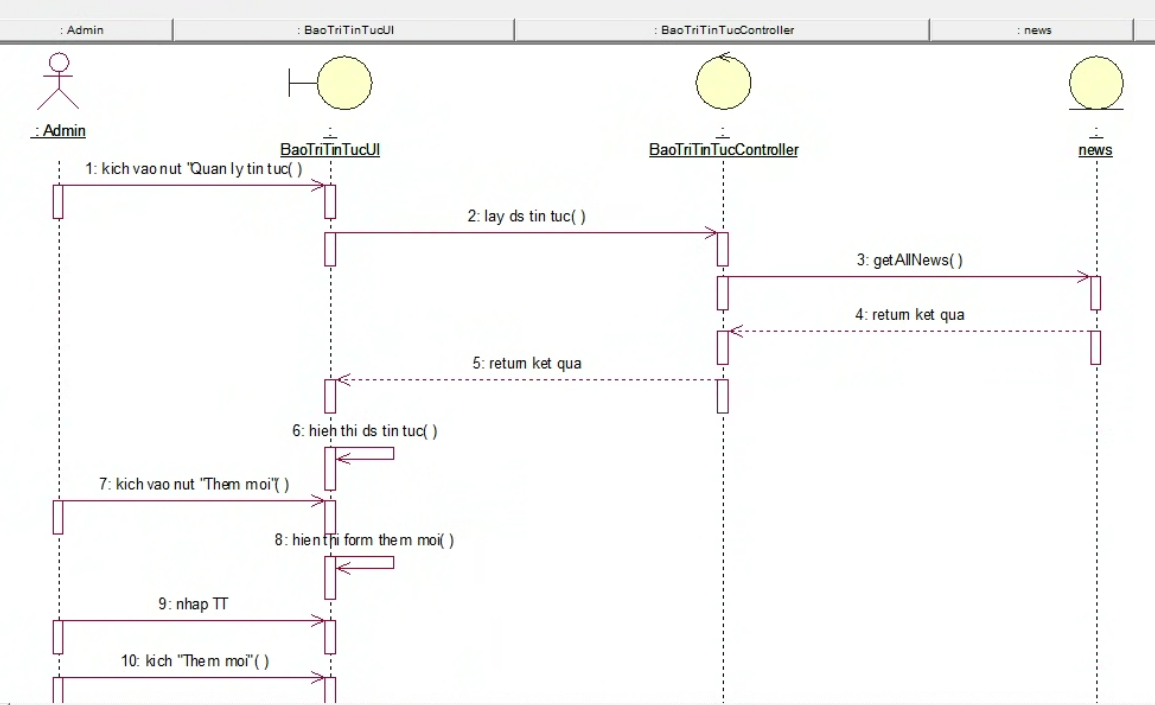 : Admin
: BaoTriTinTucUI
: BaoTriTinTucController
: news
: Admin
:
BaoTriTinTucUI
:
BaoTriTinTucController
:
news
1: kich vao nut "Quan ly tin tuc( )
2: lay ds tin tuc( )
3: getAllNews( )
4: return ket qua
5: return ket qua
6: hieh thi ds tin tuc( )
7: kich vao nut "Them moi"( )
8: hien thi form them moi( )
9: nhap TT
10: kich "Them moi"( )